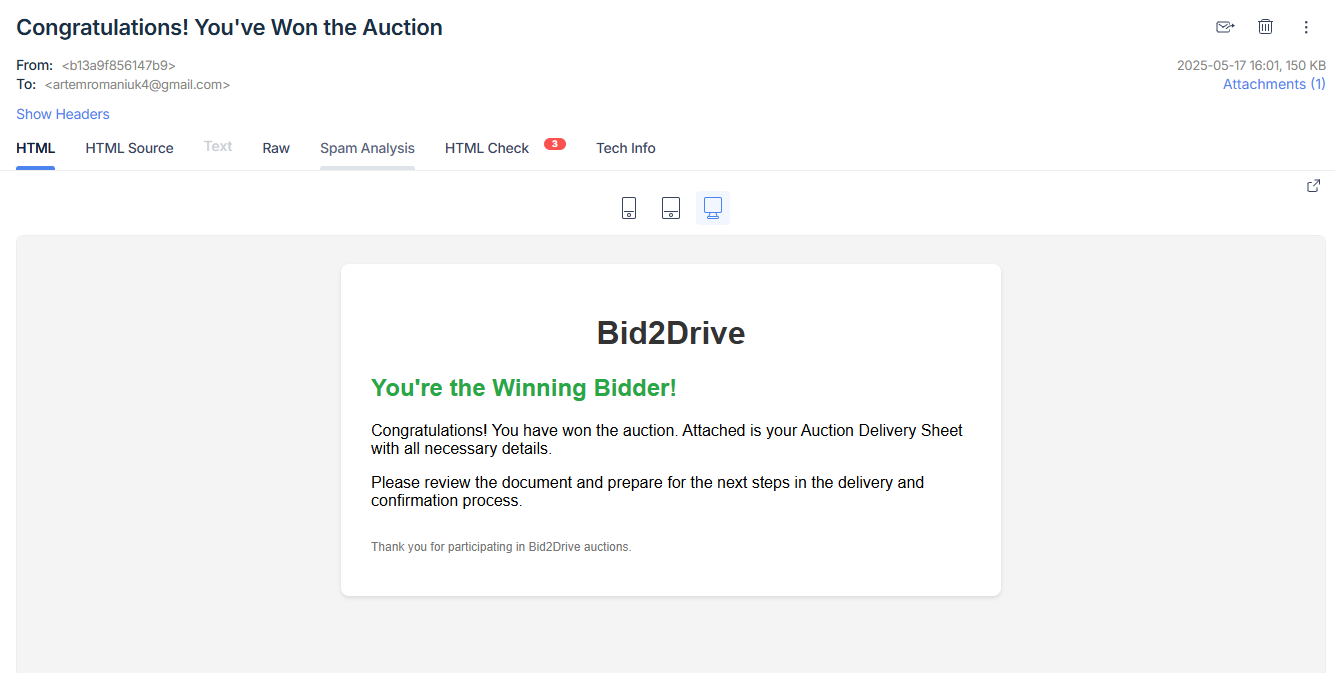 Congratulations! You've Won the Auction
From: <b13a9f856147b9>
2025-05-17 16:01, 150 KB
To: <artemromaniuk4@gmail.com>
Attachments (1)
Show Headers
HTML HTML Source Text Raw Spam Analysis HTML Check 3 Tech Info
Bid2Drive
You're the Winning Bidder!
Congratulations! You have won the auction. Attached is your Auction Delivery Sheet
with all necessary details.
Please review the document and prepare for the next steps in the delivery and
confirmation process.
Thank you for participating in Bid2Drive auctions.